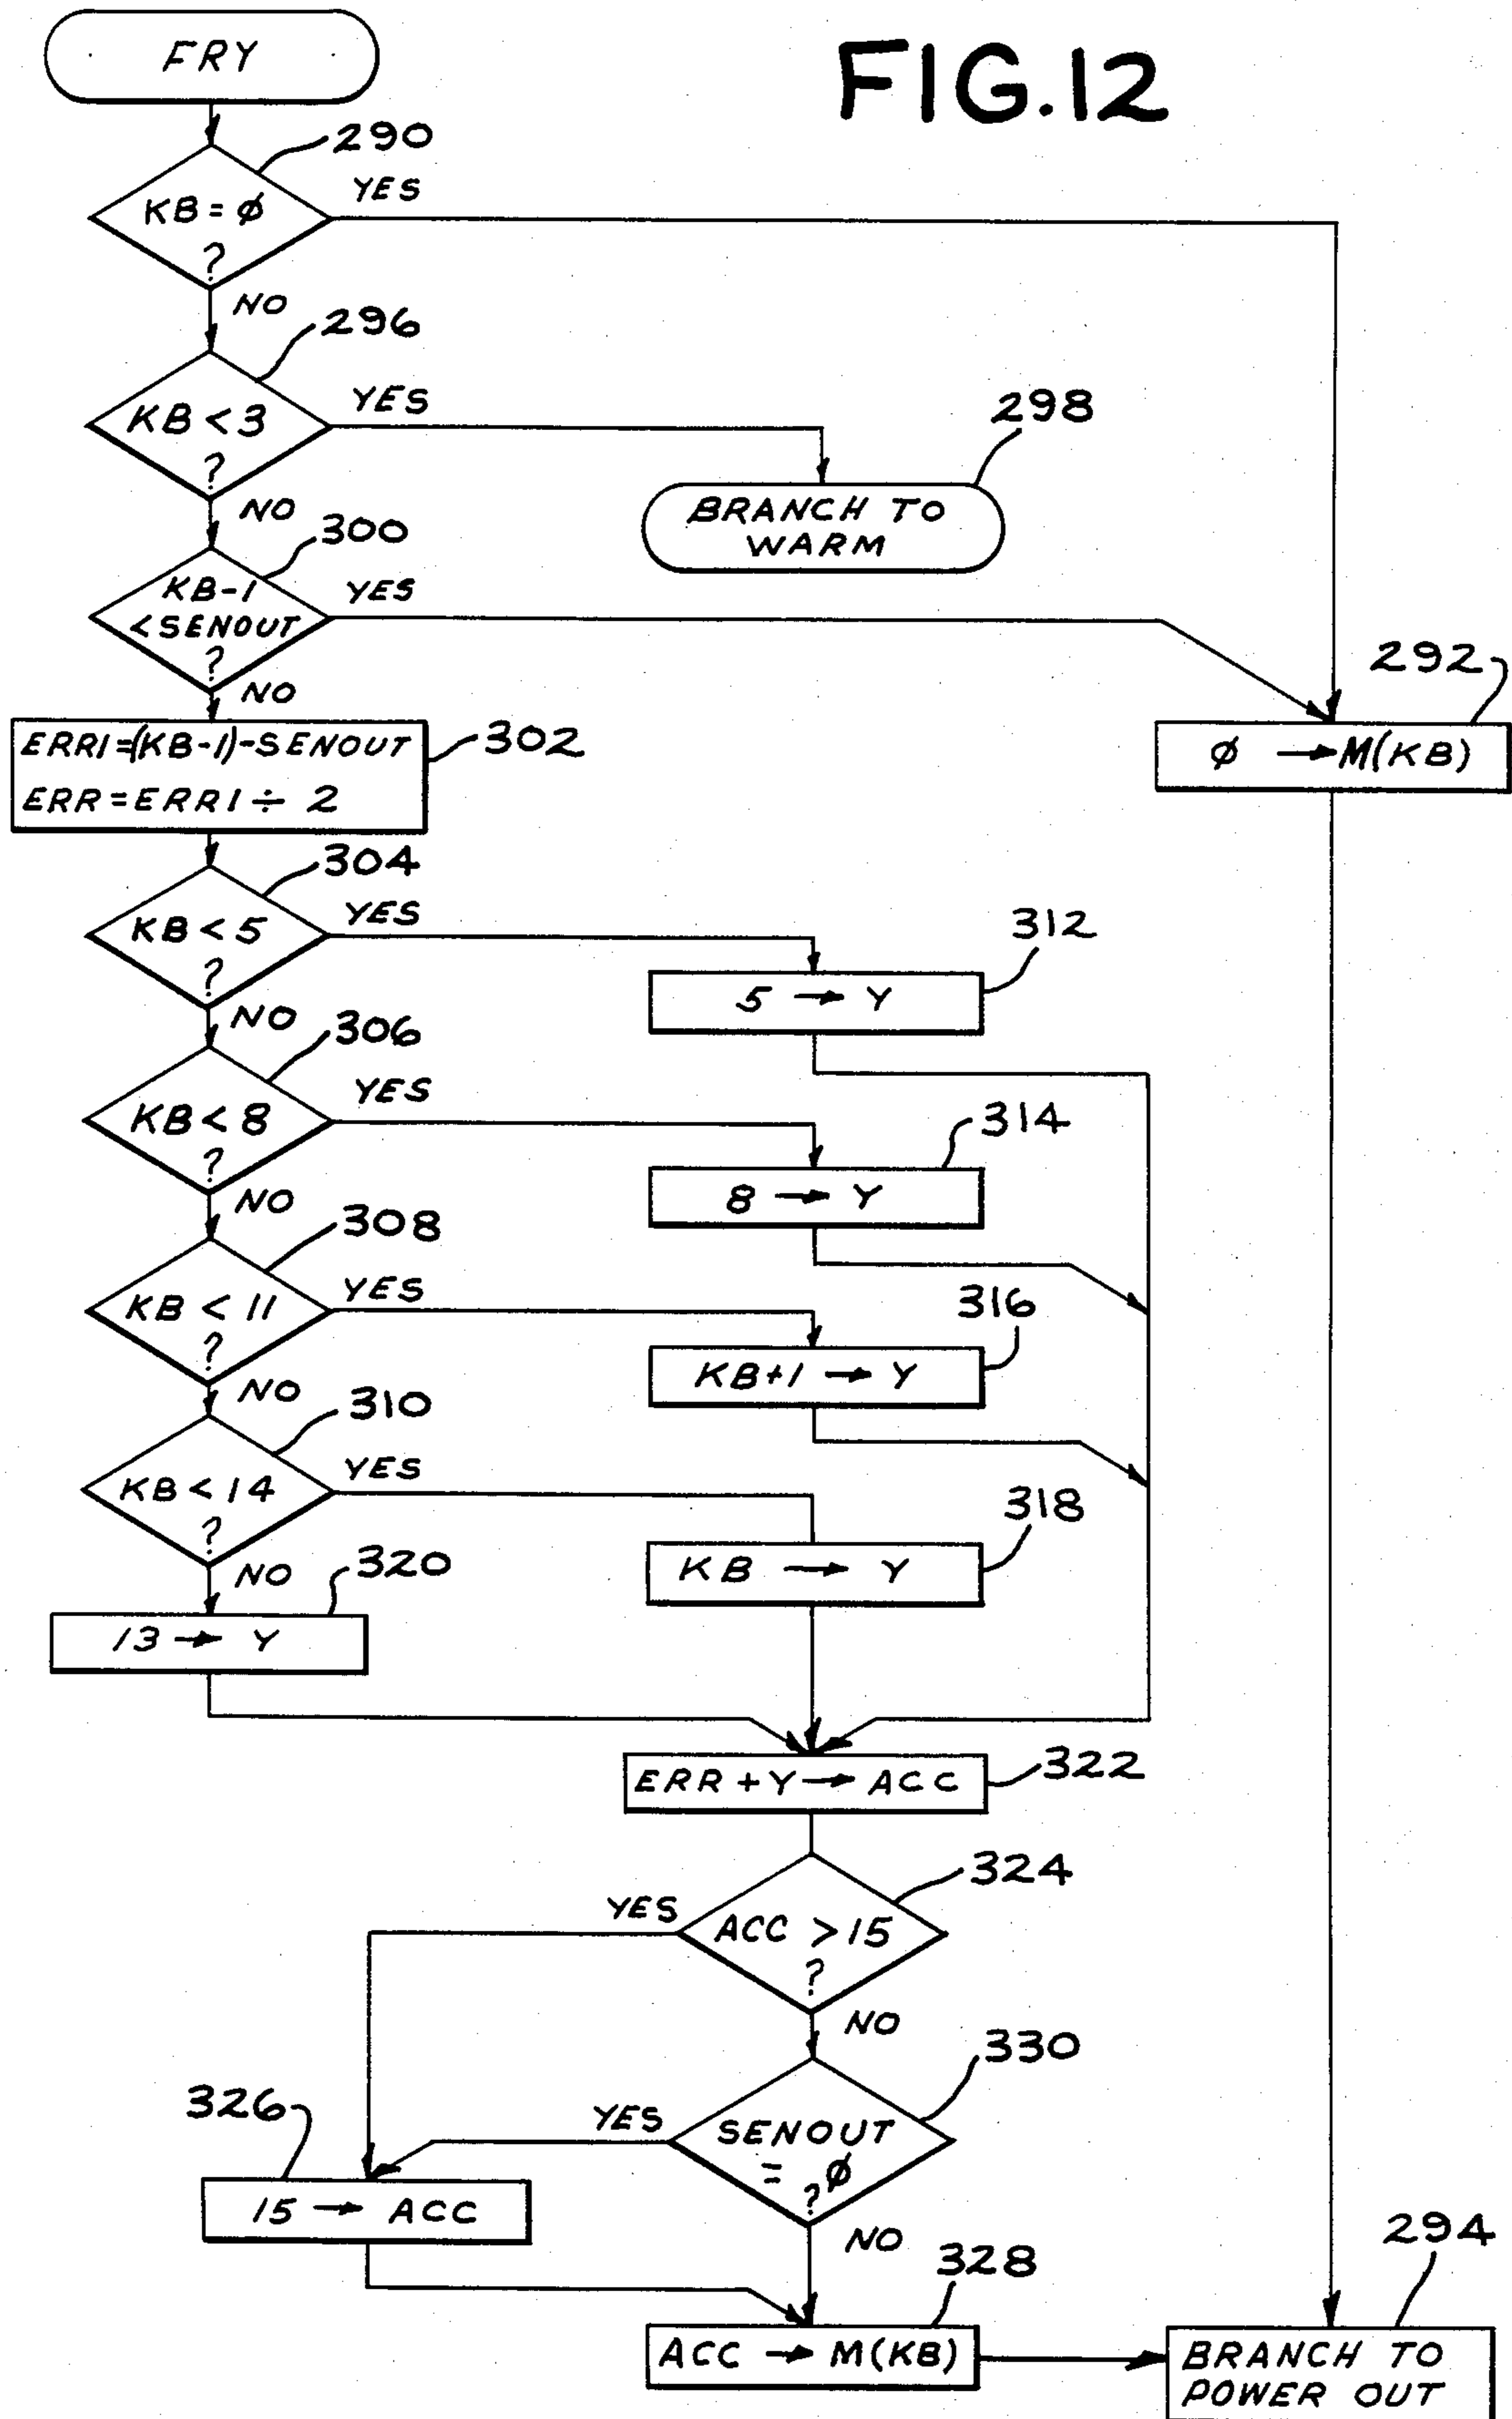 FRY
FIG.12
290
KB = ϕ
?
YES
NO
296
KB < 3
?
YES
298
BRANCH TO
WARM
NO
300
KB-1
< SENOUT
?
YES
NO
292
ϕ → M(KB)
ERR1=(KB-1)-SENOUT
ERR = ERR1 ÷ 2
302
304
KB < 5
?
YES
312
5 → Y
NO
306
KB < 8
?
YES
314
8 → Y
NO
308
KB < 11
?
YES
316
KB+1 → Y
NO
310
KB < 14
?
YES
318
KB → Y
NO
320
13 → Y
ERR + Y → ACC
322
324
YES
ACC > 15
?
NO
330
YES
SENOUT
= ϕ
?
326
15 → ACC
NO
328
ACC → M(KB)
294
BRANCH TO
POWER OUT